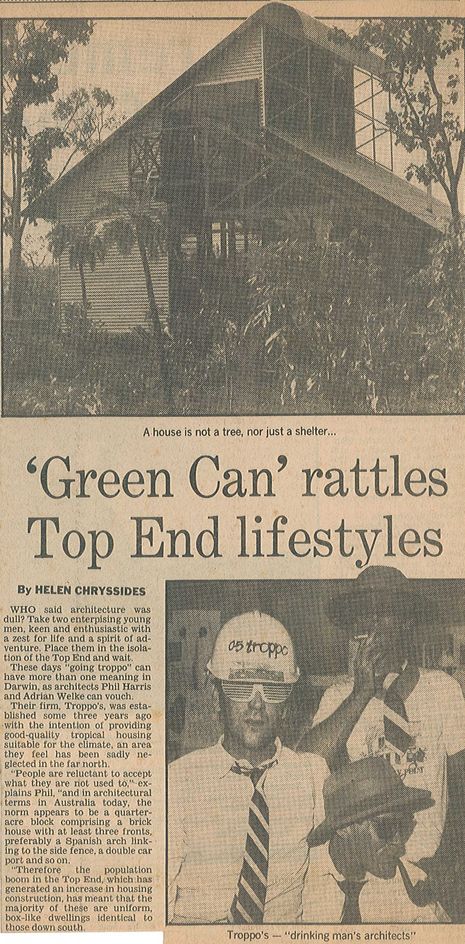 A house is not a tree, nor just a shelter...
‘Green Can’ rattles
Top End lifestyles
By HELEN CHRYSSIDES
WHO said architecture was
dull? Take two enterpising young
men, keen and enthusiastic with
a zest for life and a spirit of ad-
venture. Place them in the isola-
tion of the Top End and wait.
These days “going troppo” can
have more than one meaning in
Darwin, as architects Phil Harris
and Adrian Welke can vouch.
Their firm, Troppo's, was esta-
blished some three years ago
with the intention of providing
good-quality tropical housing
suitable for the climate, an area
they feel has been sadly ne-
glected in the far north.
“People are reluctant to accept
what they are not used to,” ex-
plains Phil, “and in architectural
terms in Australia today, the
norm appears to be a quarter-
acre block comprising a brick
house with at least three fronts,
preferably a Spanish arch link-
ing to the side fence, a double car
port and so on.
“Therefore the population
boom in the Top End, which has
generated an increase in housing
construction, has meant that the
majority of these are uniform,
box-like dwellings identical to
those down south.
troppo
Troppo's — “drinking man's architects”